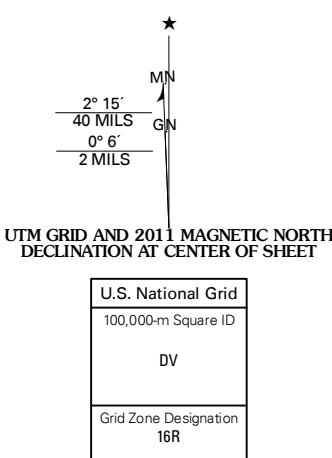 MN
2° 15´
40 MILS
GN
0° 6´
2 MILS
UTM GRID AND 2011 MAGNETIC NORTH
DECLINATION AT CENTER OF SHEET
U.S. National Grid
100,000-m Square ID
DV
Grid Zone Designation
16R